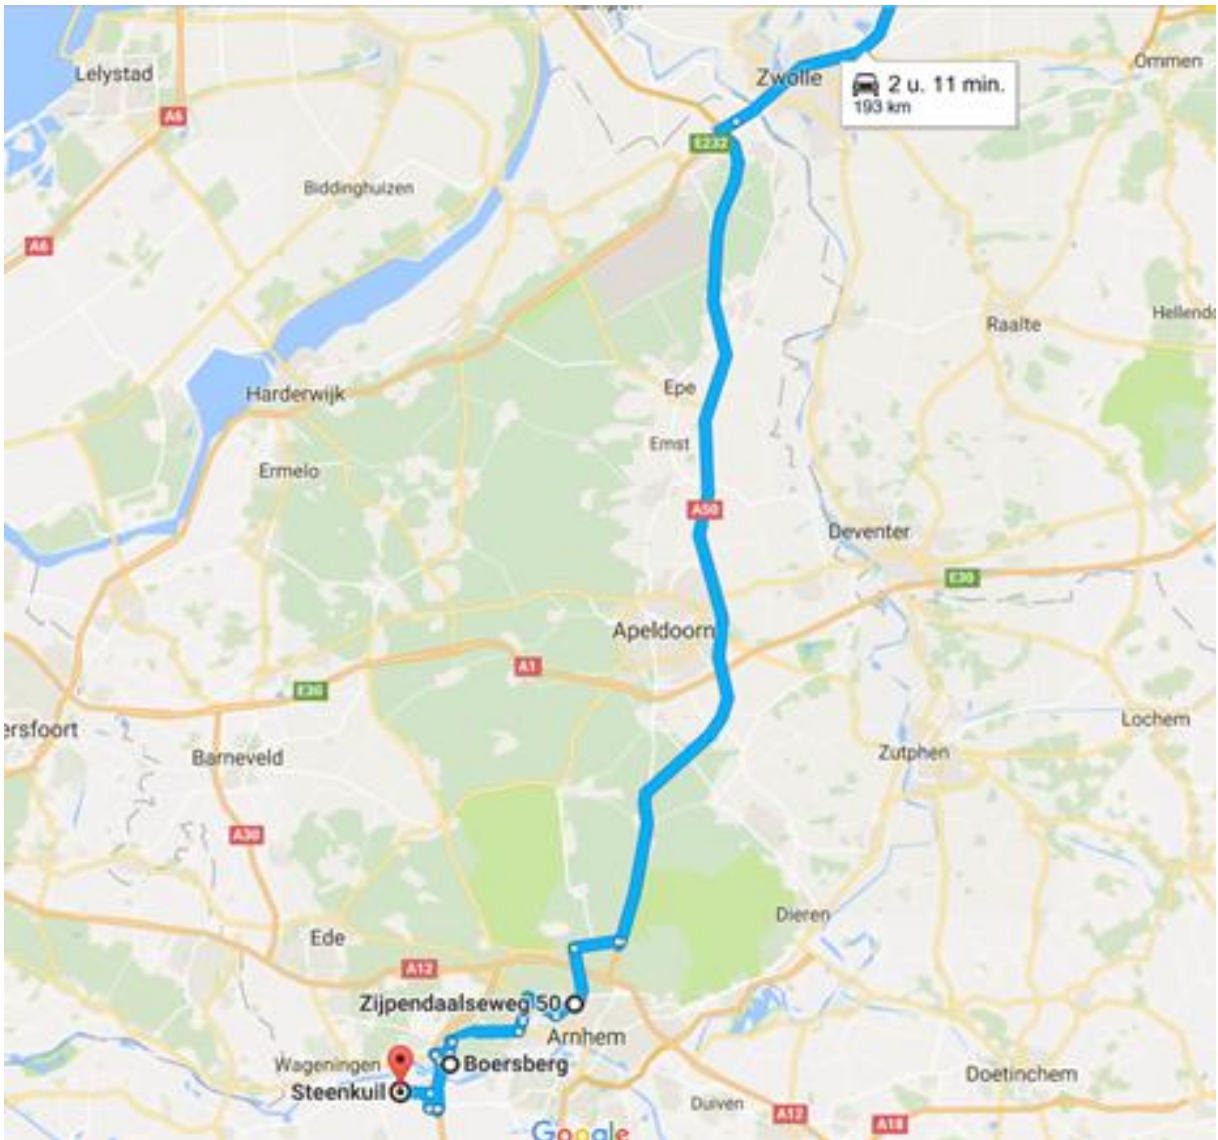 Lelystad
A6
Zwolle
2 u. 11 min.
193 km
Ommen
E232
Biddinghuizen
A6
Raalte
Epe
Harderwijk
Ernst
Ermelo
A50
Deventer
E30
Apeldoorn
A1
E30
ersfoort
Barneveld
Lochem
Zutphen
A30
Dieren
Ede
A12
Zijpendaalseweg 50
Arnhem
Wageningen
Boersberg
Steenkuil
Doetinchem
Duiven
A12
A18
Google